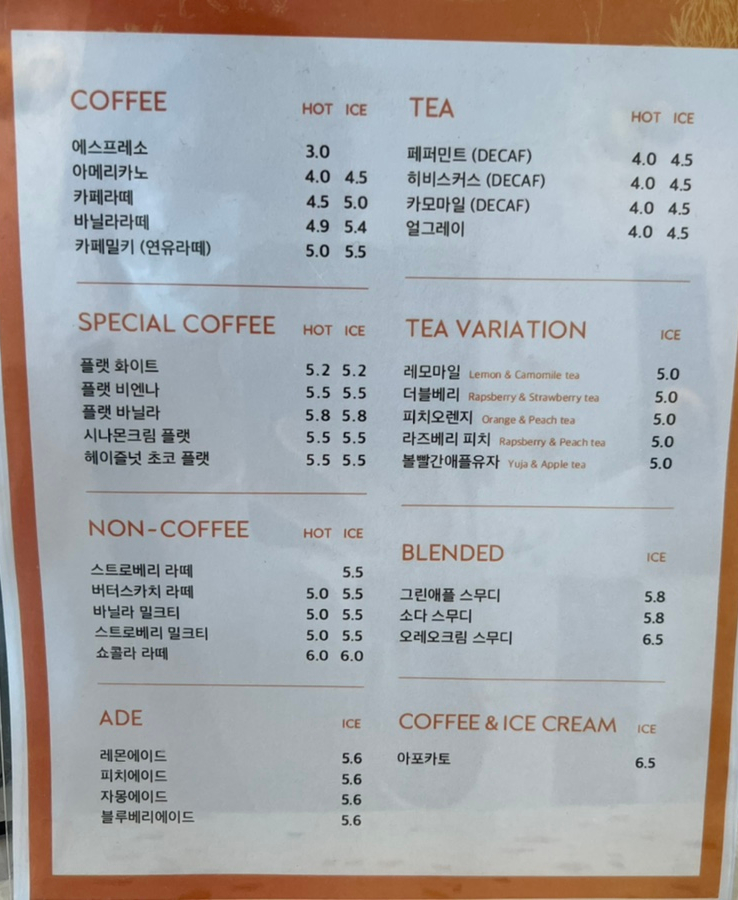 COFFEE HOT ICE
에스프레소 3.0
아메리카노 4.0 4.5
카페라떼 4.5 5.0
바닐라라떼 4.9 5.4
카페밀키 (연유라떼) 5.0 5.5
SPECIAL COFFEE HOT ICE
플랫 화이트 5.2 5.2
플랫 비엔나 5.5 5.5
플랫 바닐라 5.8 5.8
시나몬크림 플랫 5.5 5.5
헤이즐넛 초코 플랫 5.5 5.5
NON-COFFEE HOT ICE
스트로베리 라떼 5.5
버터스카치 라떼 5.0 5.5
바닐라 밀크티 5.0 5.5
스트로베리 밀크티 5.0 5.5
쇼콜라 라떼 6.0 6.0
ADE ICE
레몬에이드 5.6
피치에이드 5.6
자몽에이드 5.6
블루베리에이드 5.6
TEA HOT ICE
페퍼민트 (DECAF) 4.0 4.5
히비스커스 (DECAF) 4.0 4.5
카모마일 (DECAF) 4.0 4.5
얼그레이 4.0 4.5
TEA VARIATION ICE
레모마일 Lemon & Camomile tea 5.0
더블베리 Rapsberry & Strawberry tea 5.0
피치오렌지 Orange & Peach tea 5.0
라즈베리 피치 Rapsberry & Peach tea 5.0
볼빨간애플유자 Yuja & Apple tea 5.0
BLENDED ICE
그린애플 스무디 5.8
소다 스무디 5.8
오레오크림 스무디 6.5
COFFEE & ICE CREAM ICE
아포카토 6.5